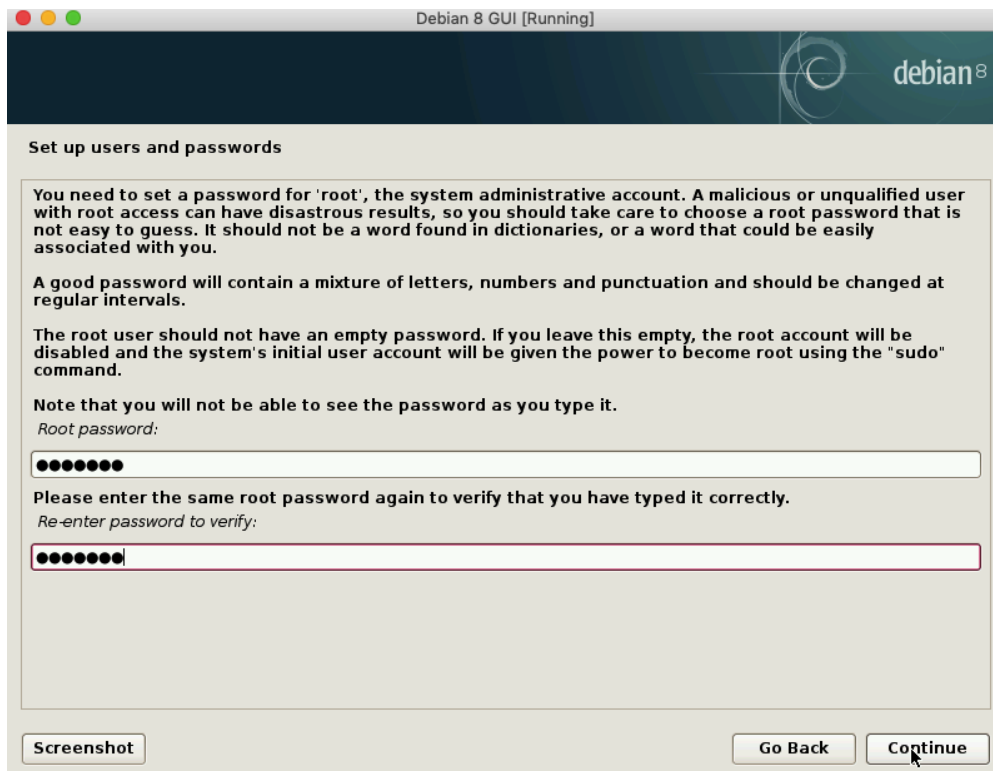 Debian 8 GUI [Running]
debian 8
Set up users and passwords
You need to set a password for 'root', the system administrative account. A malicious or unqualified user
with root access can have disastrous results, so you should take care to choose a root password that is
not easy to guess. It should not be a word found in dictionaries, or a word that could be easily
associated with you.
A good password will contain a mixture of letters, numbers and punctuation and should be changed at
regular intervals.
The root user should not have an empty password. If you leave this empty, the root account will be
disabled and the system's initial user account will be given the power to become root using the "sudo"
command.
Note that you will not be able to see the password as you type it.
Root password:
●●●●●●●
Please enter the same root password again to verify that you have typed it correctly.
Re-enter password to verify:
●●●●●●●
Screenshot Go Back Continue